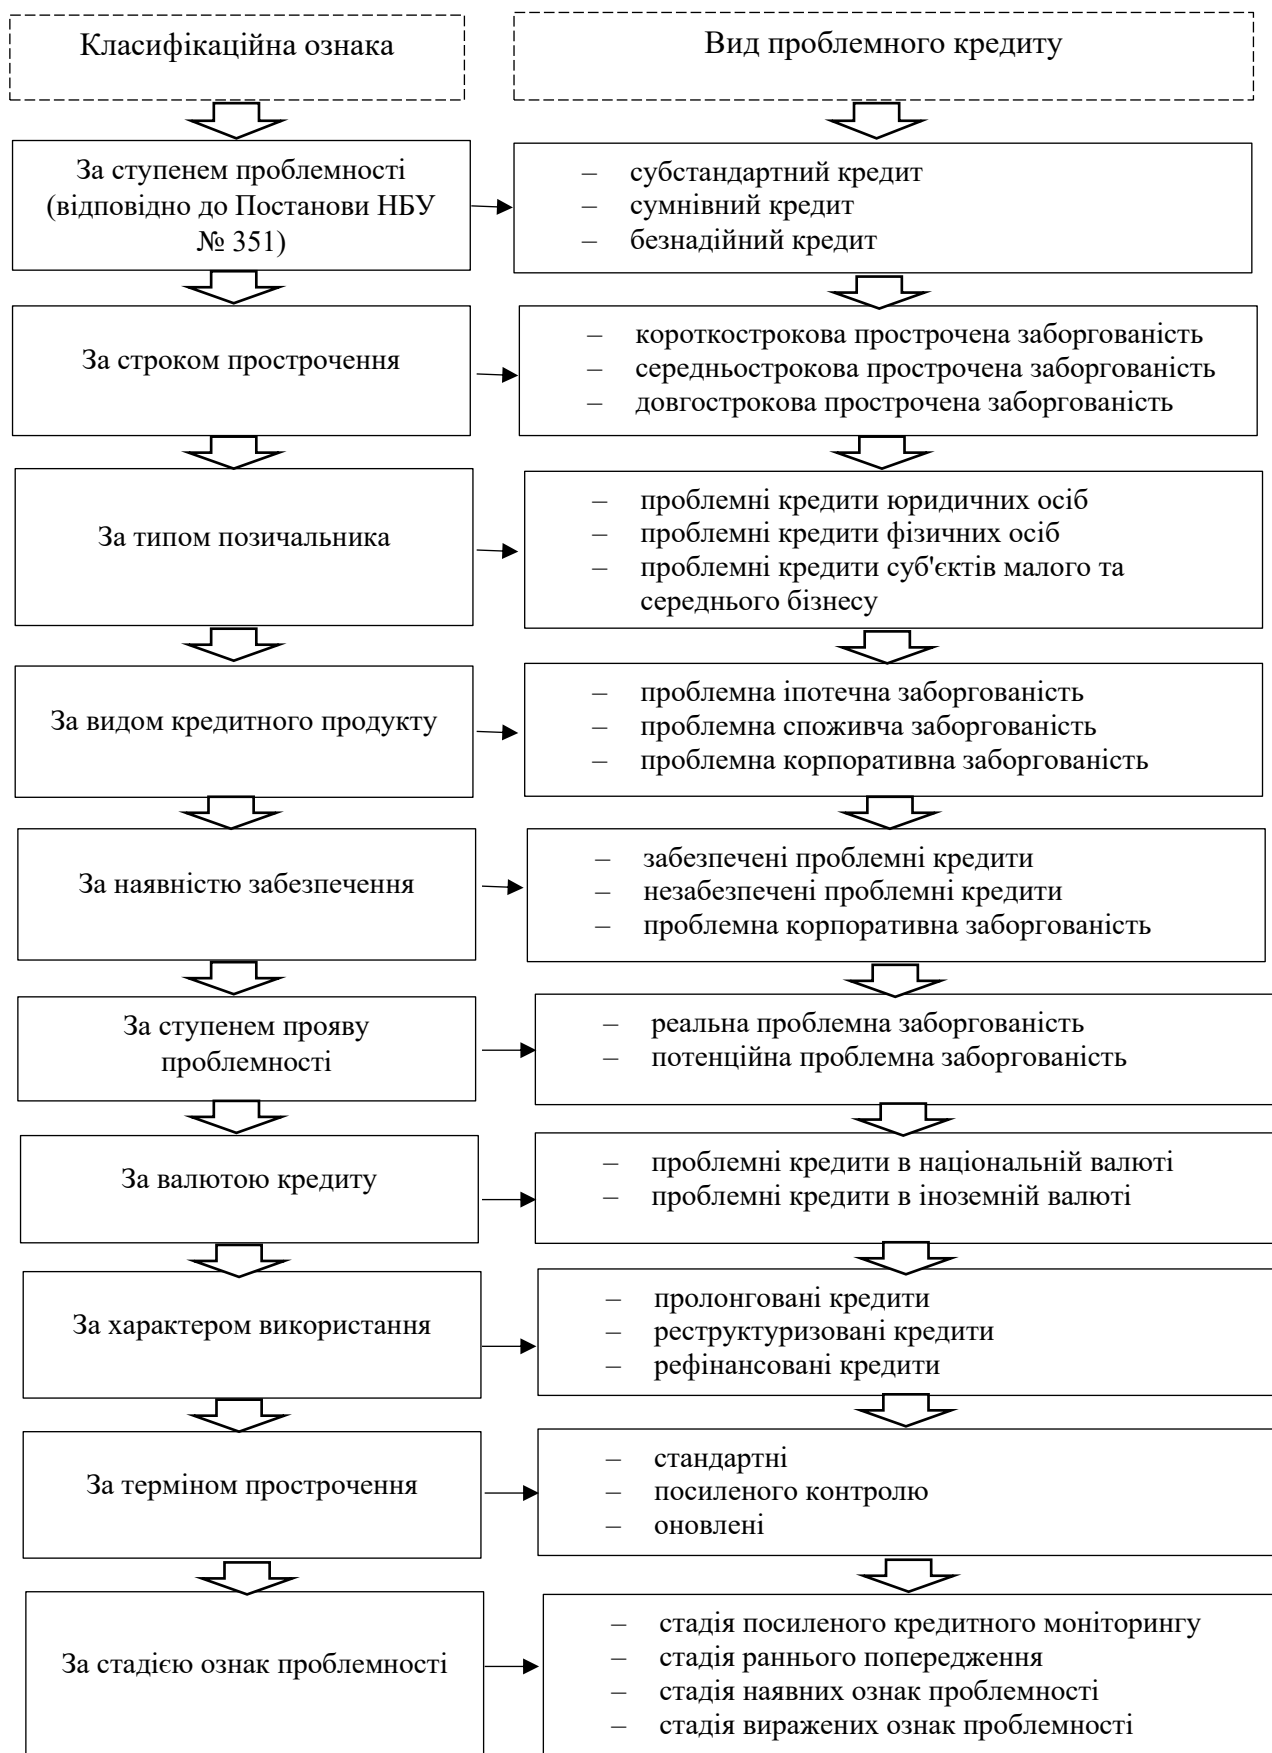 Класифікаційна ознака
Вид проблемного кредиту
За ступенем проблемності
(відповідно до Постанови НБУ
№ 351)
– субстандартний кредит
– сумнівний кредит
– безнадійний кредит
За строком прострочення
– короткострокова прострочена заборгованість
– середньострокова прострочена заборгованість
– довгострокова прострочена заборгованість
За типом позичальника
– проблемні кредити юридичних осіб
– проблемні кредити фізичних осіб
– проблемні кредити суб'єктів малого та
середнього бізнесу
За видом кредитного продукту
– проблемна іпотечна заборгованість
– проблемна споживча заборгованість
– проблемна корпоративна заборгованість
За наявністю забезпечення
– забезпечені проблемні кредити
– незабезпечені проблемні кредити
– проблемна корпоративна заборгованість
За ступенем прояву
проблемності
– реальна проблемна заборгованість
– потенційна проблемна заборгованість
За валютою кредиту
– проблемні кредити в національній валюті
– проблемні кредити в іноземній валюті
За характером використання
– пролонговані кредити
– реструктуризовані кредити
– рефінансовані кредити
За терміном прострочення
– стандартні
– посиленого контролю
– оновлені
За стадією ознак проблемності
– стадія посиленого кредитного моніторингу
– стадія раннього попередження
– стадія наявних ознак проблемності
– стадія виражених ознак проблемності